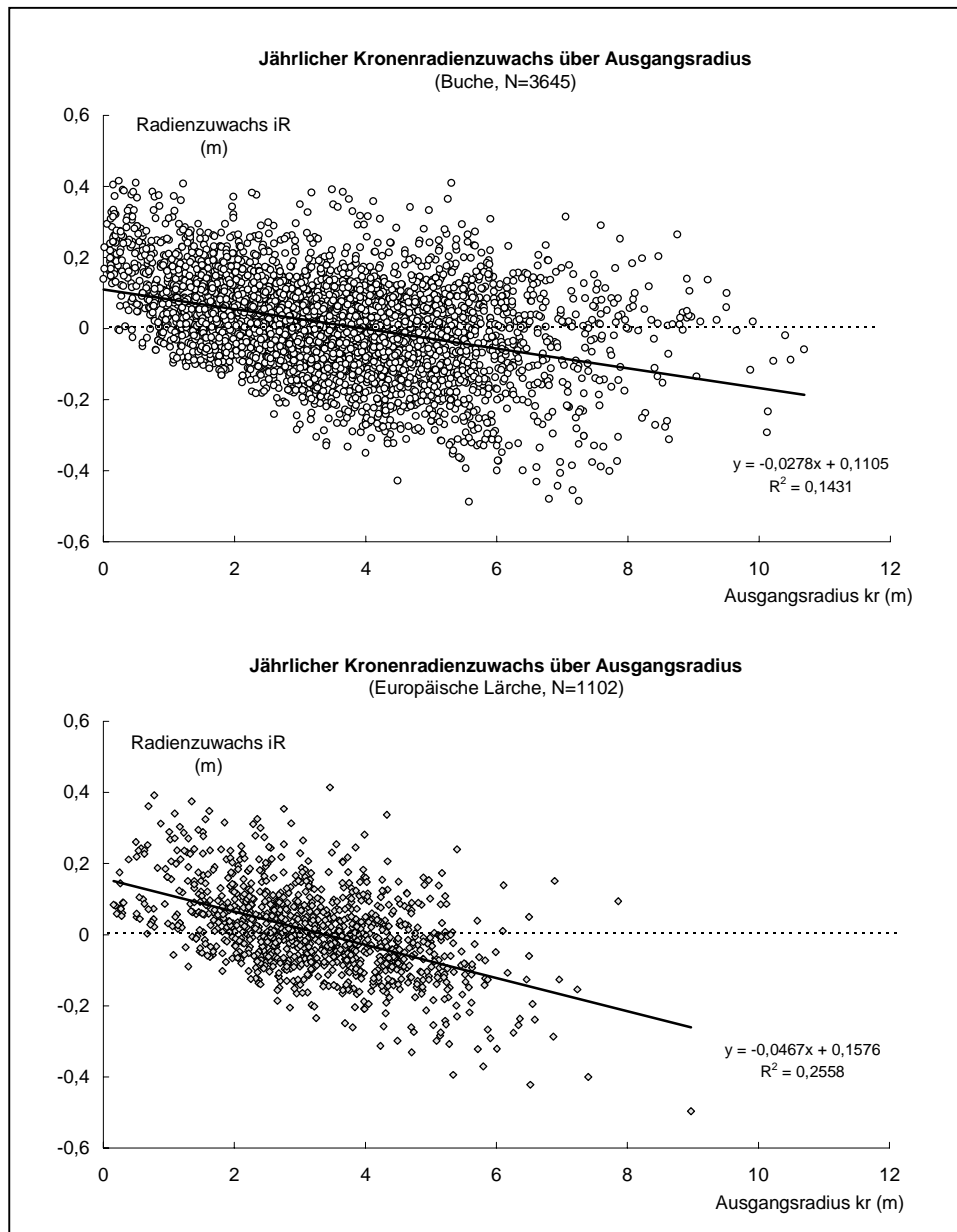 Jährlicher Kronenradienzuwachs über Ausgangsradius
(Buche, N=3645)
0,6
Radienzuwachs iR
(m)
0,4
0,2
0
-0,2
-0,4
y = -0,0278x + 0,1105
R² = 0,1431
-0,6
0 2 4 6 8 10 12
Ausgangsradius kr (m)
Jährlicher Kronenradienzuwachs über Ausgangsradius
(Europäische Lärche, N=1102)
0,6
Radienzuwachs iR
(m)
0,4
0,2
0
-0,2
y = -0,0467x + 0,1576
R² = 0,2558
-0,4
-0,6
0 2 4 6 8 10 12
Ausgangsradius kr (m)